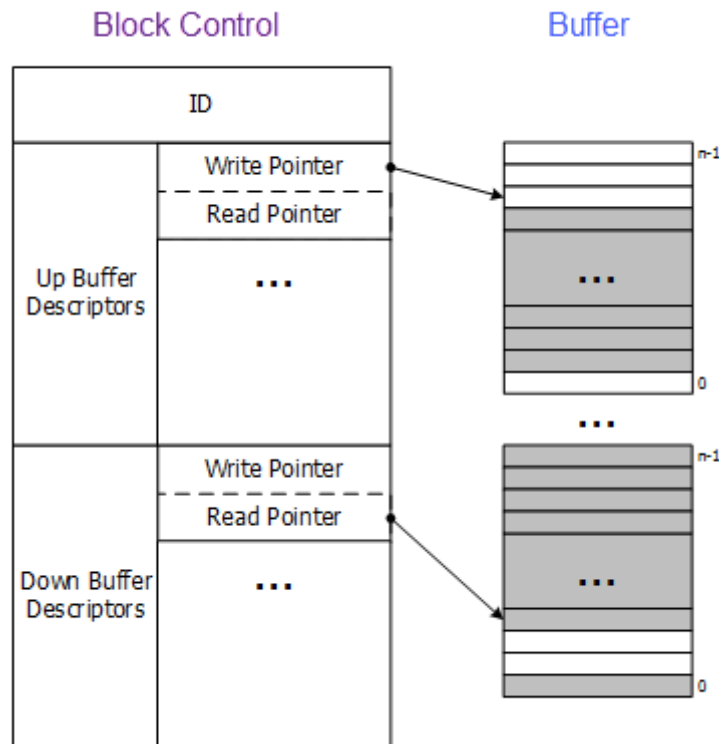 Block Control
Buffer
ID
Write Pointer
Read Pointer
...
Up Buffer
Descriptors
n-1
...
0
...
Write Pointer
Read Pointer
...
Down Buffer
Descriptors
n-1
...
0